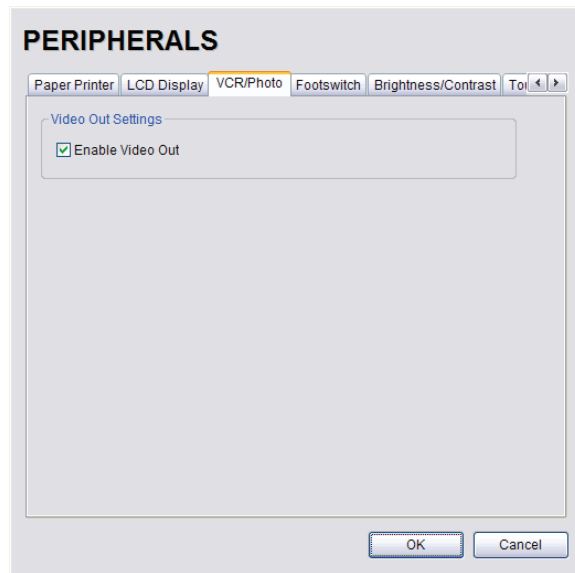 PERIPHERALS
Paper Printer LCD Display VCR/Photo Footswitch Brightness/Contrast
Video Out Settings
Enable Video Out
OK Cancel